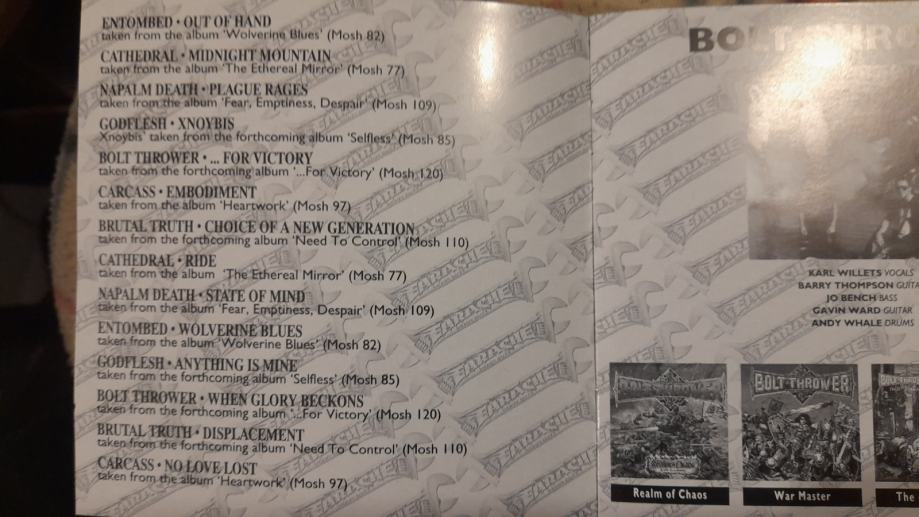 ENTOMBED • OUT OF HAND
taken from the album 'Wolverine Blues' (Mosh 82)
CATHEDRAL • MIDNIGHT MOUNTAIN
taken from the album 'The Ethereal Mirror' (Mosh 77)
NAPALM DEATH • PLAGUE RAGES
taken from the album 'Fear, Emptiness, Despair' (Mosh 109)
GODFLESH • XNOYBIS
Xnoybis' taken from the forthcoming album 'Selfless' (Mosh 85)
BOLT THROWER • ... FOR VICTORY
taken from the forthcoming album '...For Victory' (Mosh 120)
CARCASS • EMBODIMENT
taken from the album 'Heartwork' (Mosh 97)
BRUTAL TRUTH • CHOICE OF A NEW GENERATION
taken from the forthcoming album 'Need To Control' (Mosh 110)
CATHEDRAL • RIDE
taken from the album 'The Ethereal Mirror' (Mosh 77)
NAPALM DEATH • STATE OF MIND
taken from the album 'Fear, Emptiness, Despair' (Mosh 109)
ENTOMBED • WOLVERINE BLUES
taken from the album 'Wolverine Blues' (Mosh 82)
GODFLESH • ANYTHING IS MINE
taken from the forthcoming album 'Selfless' (Mosh 85)
BOLT THROWER • WHEN GLORY BECKONS
taken from the forthcoming album '...For Victory' (Mosh 120)
BRUTAL TRUTH • DISPLACEMENT
taken from the forthcoming album 'Need To Control' (Mosh 110)
CARCASS • NO LOVE LOST
taken from the album 'Heartwork' (Mosh 97)
EARACHE
BOLT THRO
KARL WILLETS VOCALS
BARRY THOMPSON GUITA
JO BENCH BASS
GAVIN WARD GUITAR
ANDY WHALE DRUMS
BOLT THROWER
BOLT THROWER
Realm of Chaos
War Master
The